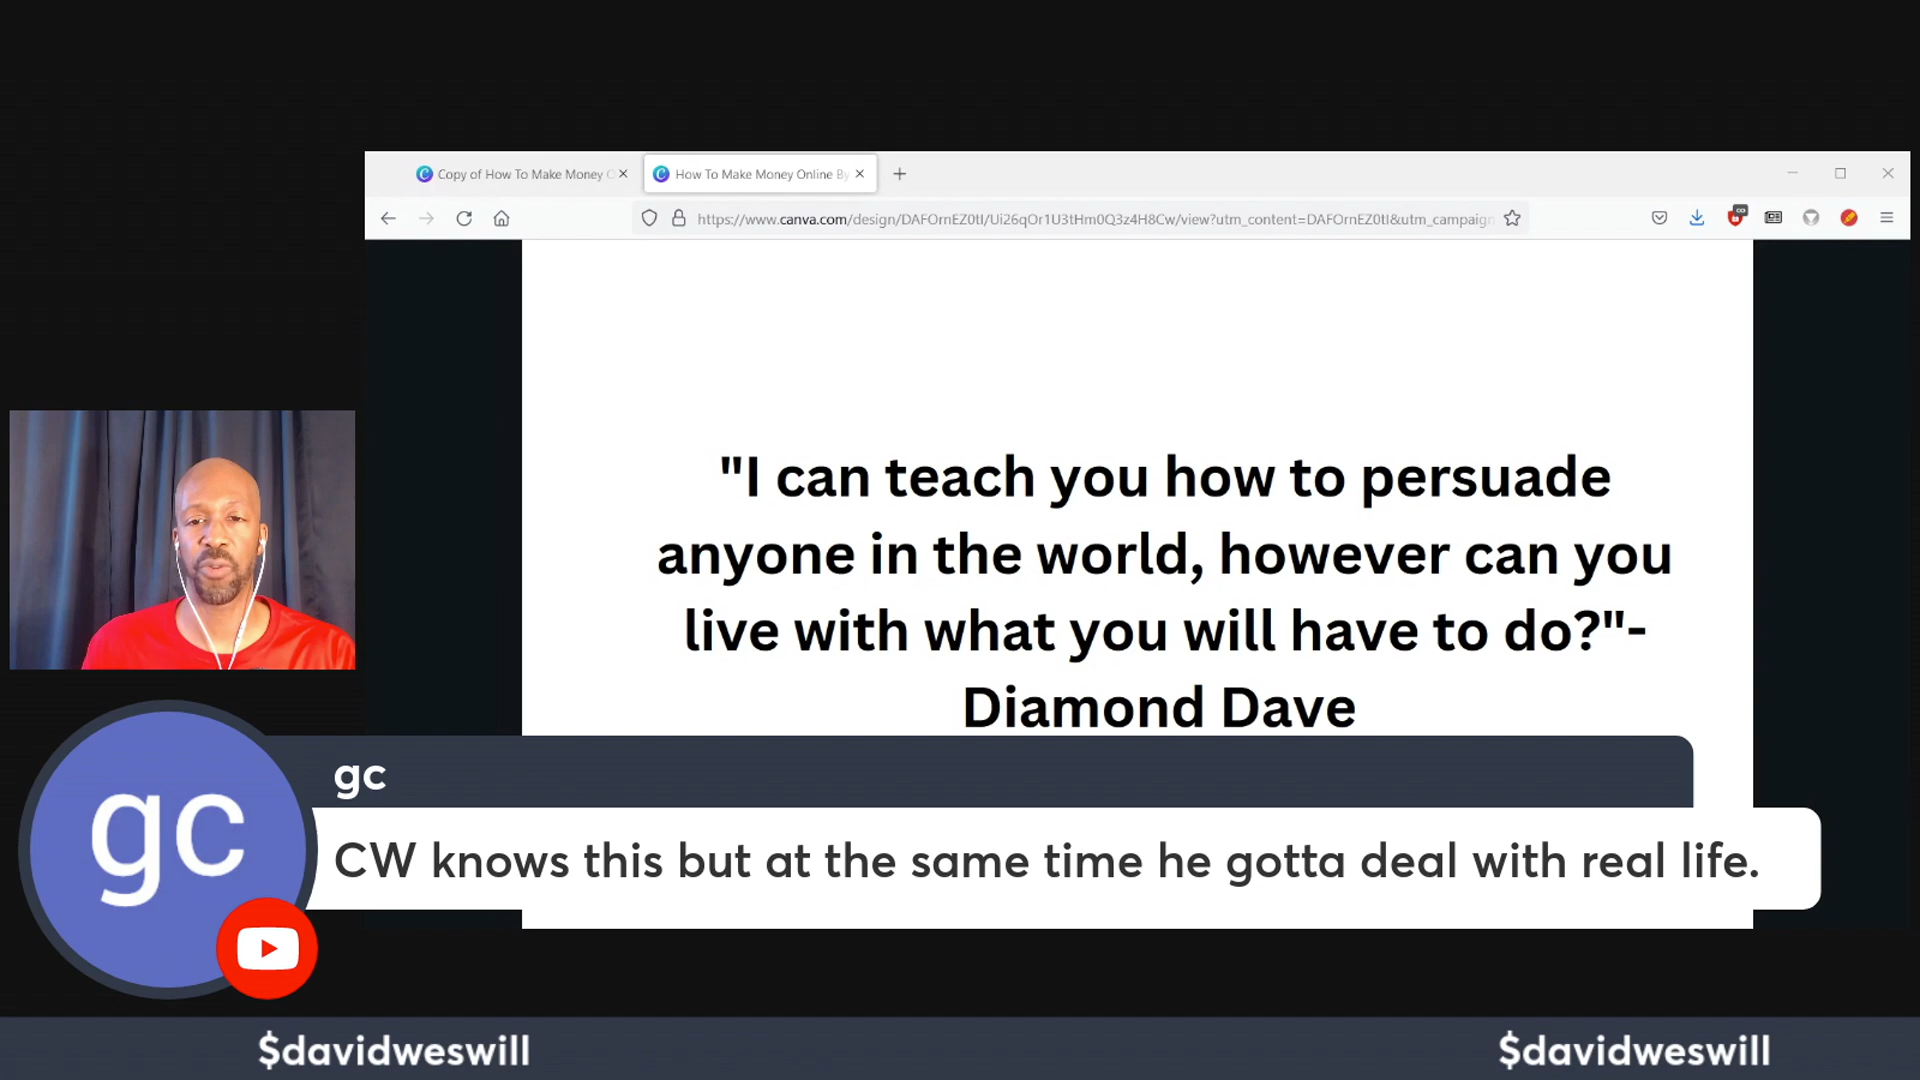 Copy of How To Make Money O
How To Make Money Online By
https://www.canva.com/design/DAFOrnEZ0tI/Ui26qOr1U3tHm0Q3z4H8Cw/view?utm_content=DAFOrnEZ0tI&utm_campaign
"I can teach you how to persuade
anyone in the world, however can you
live with what you will have to do?"-
Diamond Dave
gc
gc
CW knows this but at the same time he gotta deal with real life.
$davidweswill
$davidweswill